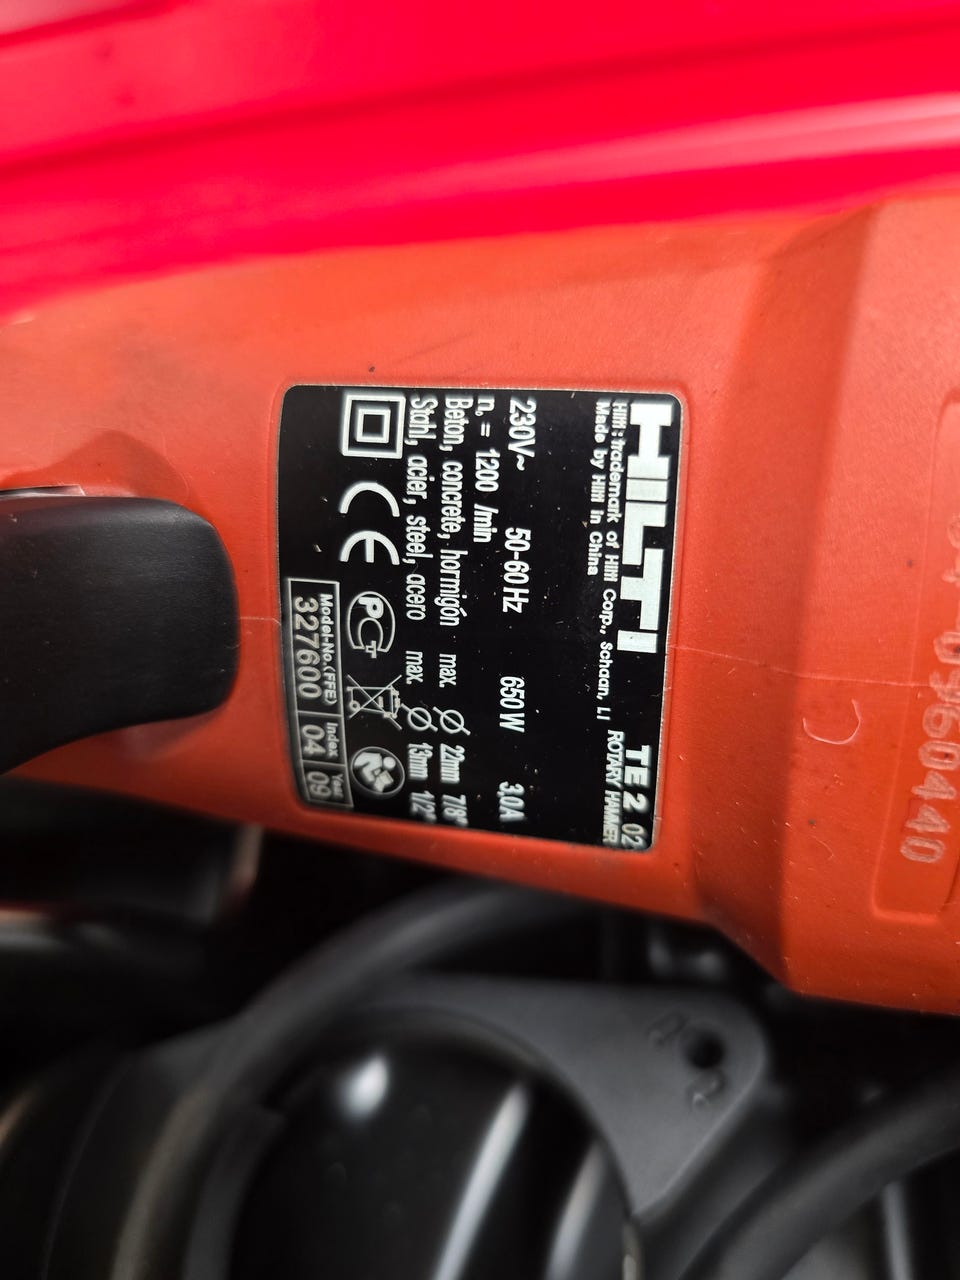 HILTI TE 2 02
Hilti : trademark of Hilti Corp., Schaan, LI ROTARY HAMMER
Made by Hilti in China
230V~ 50-60 Hz 650 W 3.0A
n₀ = 1200 /min
Beton, concrete, hormigón max. Ø 22mm 7/8"
Stahl, acier, steel, acero max. Ø 13mm 1/2"
CE
Model-No.(FFE) Index Year
327600 04 09